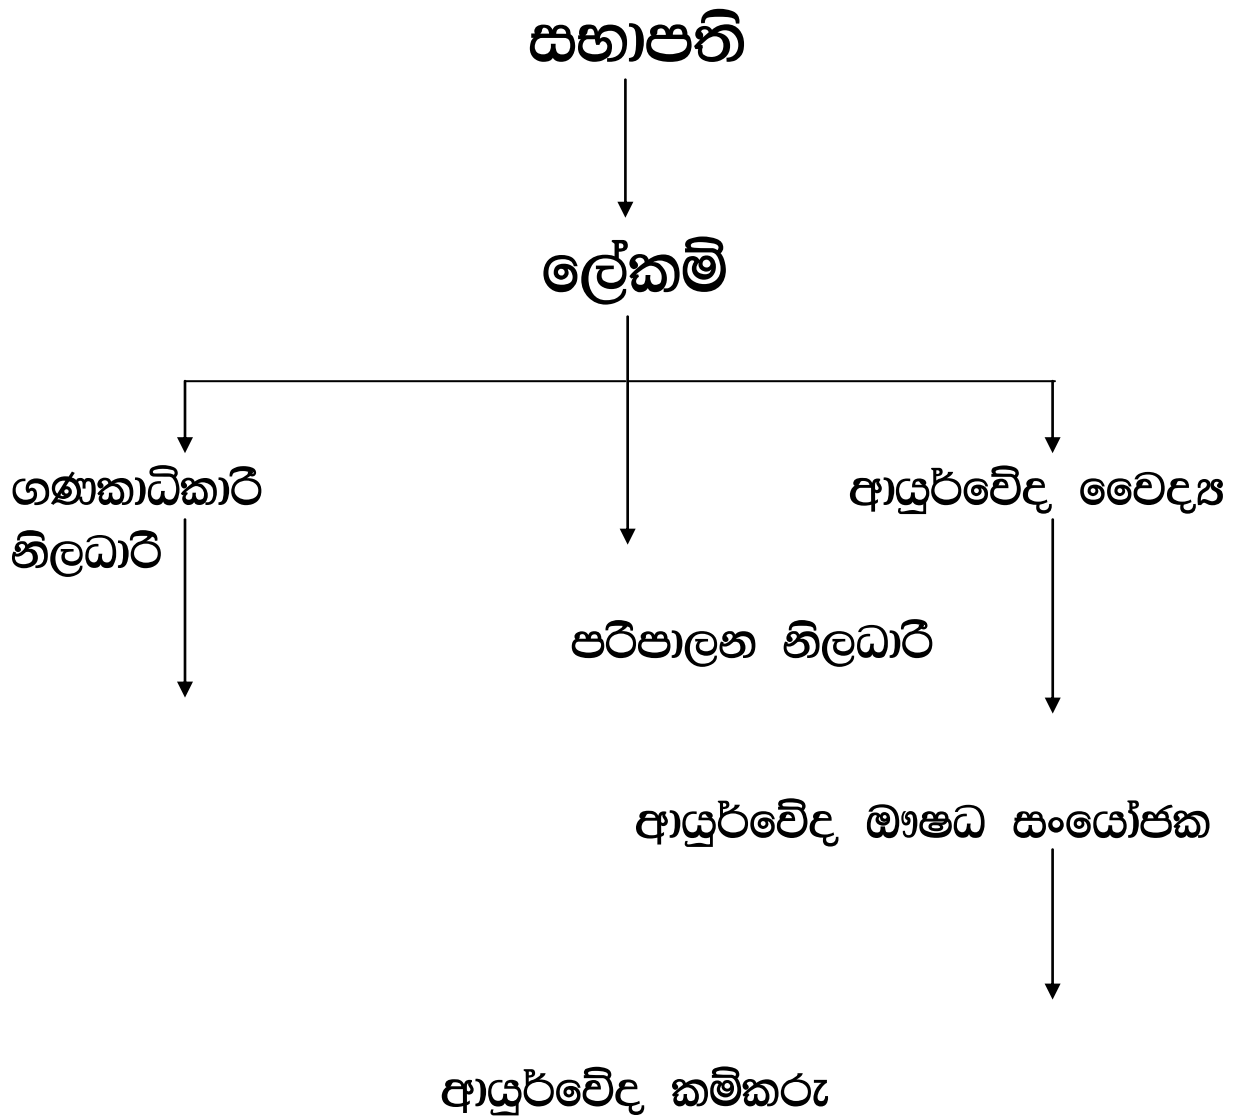 සභාපති
ලේකම්
ගණකාධිකාරී
නිලධාරී
ආයුර්වේද වෛද්‍ය
පරිපාලන නිලධාරී
ආයුර්වේද ඖෂධ සංයෝජක
ආයුර්වේද කම්කරු